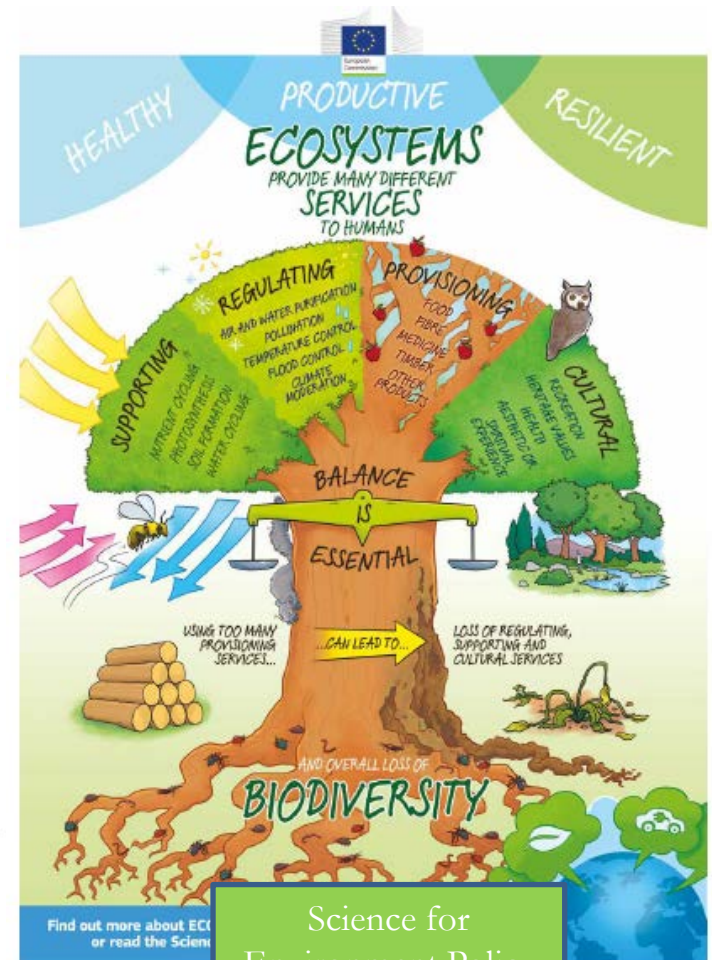 European
Commission
HEALTHY
PRODUCTIVE
RESILIENT
ECOSYSTEMS
PROVIDE MANY DIFFERENT
SERVICES
TO HUMANS
SUPPORTING
NUTRIENT CYCLING
PHOTOSYNTHESIS
SOIL FORMATION
WATER CYCLING
REGULATING
AIR AND WATER PURIFICATION
POLLINATION
TEMPERATURE CONTROL
FLOOD CONTROL
CLIMATE
MODERATION
PROVISIONING
FOOD
FIBRE
MEDICINE
TIMBER
OTHER
PRODUCTS
CULTURAL
RECREATION
HERITAGE VALUES
HEALTH
AESTHETIC OR
SPIRITUAL
EXPERIENCE
BALANCE
IS
ESSENTIAL
USING TOO MANY
PROVISIONING
SERVICES...
...CAN LEAD TO...
LOSS OF REGULATING,
SUPPORTING AND
CULTURAL SERVICES
AND OVERALL LOSS OF
BIODIVERSITY
Find out more about
or read the
Science for